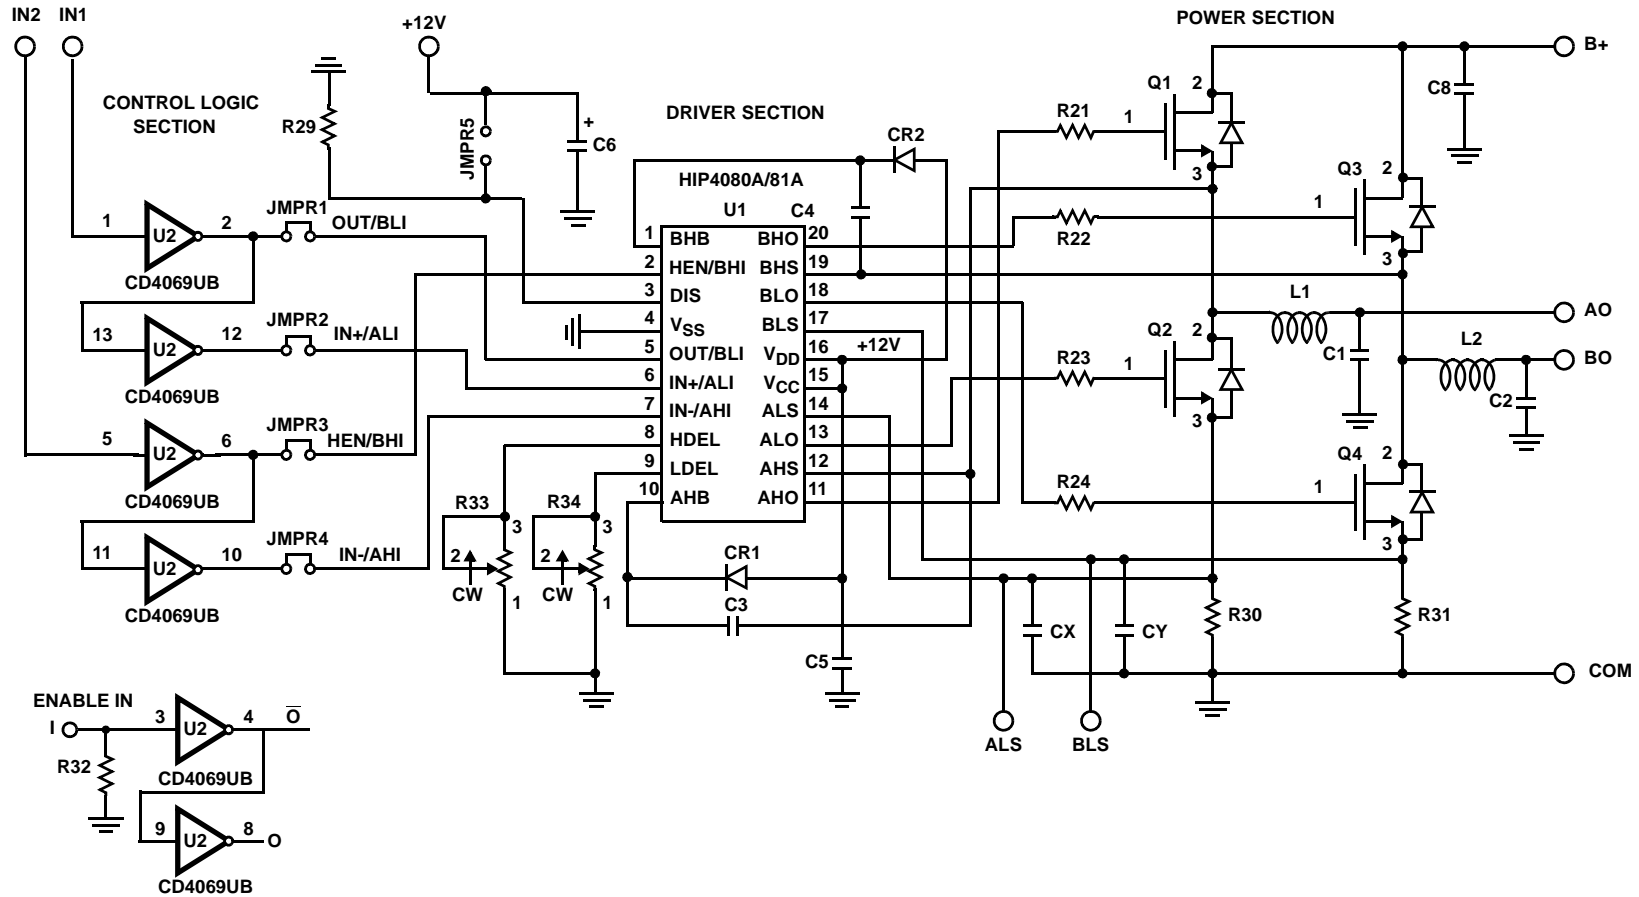 IN2 IN1
+12V
POWER SECTION
B+
CONTROL LOGIC
SECTION
R29
JMPR5
+
C6
DRIVER SECTION
CR2
HIP4080A/81A
U1
C4
R21
1
Q1
2
3
C8
R22
1
Q3
2
3
1
U2
2
CD4069UB
JMPR1
OUT/BLI
13
U2
12
CD4069UB
JMPR2
IN+/ALI
5
U2
6
CD4069UB
JMPR3
HEN/BHI
11
U2
10
CD4069UB
JMPR4
IN-/AHI
1 BHB BHO 20
2 HEN/BHI BHS 19
3 DIS BLO 18
4 VSS BLS 17
5 OUT/BLI VDD 16
6 IN+/ALI VCC 15
7 IN-/AHI ALS 14
8 HDEL ALO 13
9 LDEL AHS 12
10 AHB AHO 11
+12V
L1
AO
C1
L2
BO
C2
R23
1
Q2
2
3
R24
1
Q4
2
3
R33
3
2
CW
1
R34
3
2
CW
1
CR1
C3
C5
CX
CY
R30
R31
COM
ALS
BLS
ENABLE IN
I
R32
3
U2
4
O
CD4069UB
9
U2
8
O
CD4069UB